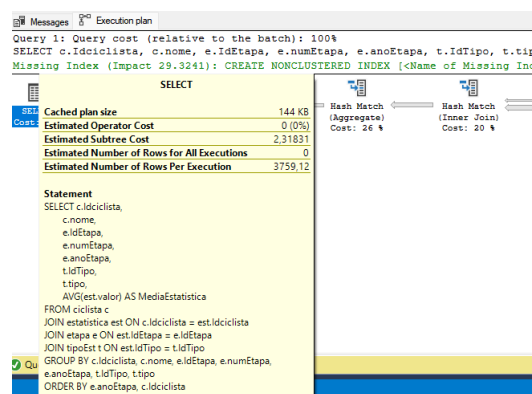 Messages Execution plan
Query 1: Query cost (relative to the batch): 100%
SELECT c.Idciclista, c.nome, e.IdEtapa, e.numEtapa, e.anoEtapa, t.IdTipo, t.tip
Missing Index (Impact 29.3241): CREATE NONCLUSTERED INDEX [<Name of Missing Ind
SELECT
Cached plan size 144 KB
Estimated Operator Cost 0 (0%)
Estimated Subtree Cost 2,31831
Estimated Number of Rows for All Executions 0
Estimated Number of Rows Per Execution 3759,12
Statement
SELECT c.Idciclista,
c.nome,
e.IdEtapa,
e.numEtapa,
e.anoEtapa,
t.IdTipo,
t.tipo,
AVG(est.valor) AS MediaEstatistica
FROM ciclista c
JOIN estatistica est ON c.Idciclista = est.Idciclista
JOIN etapa e ON est.IdEtapa = e.IdEtapa
JOIN tipoEst t ON est.IdTipo = t.IdTipo
GROUP BY c.Idciclista, c.nome, e.IdEtapa, e.numEtapa,
e.anoEtapa, t.IdTipo, t.tipo
ORDER BY e.anoEtapa, c.Idciclista
SEL
Cost:
Hash Match
(Aggregate)
Cost: 26 %
Hash Match
(Inner Join)
Cost: 20 %
Qu